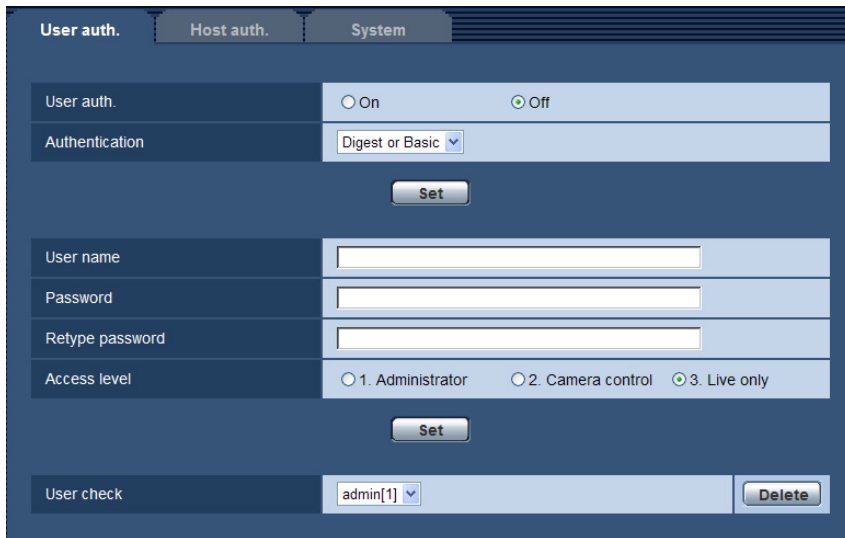 User auth. Host auth. System
User auth. On Off
Authentication Digest or Basic
Set
User name
Password
Retype password
Access level 1. Administrator 2. Camera control 3. Live only
Set
User check admin[1] Delete